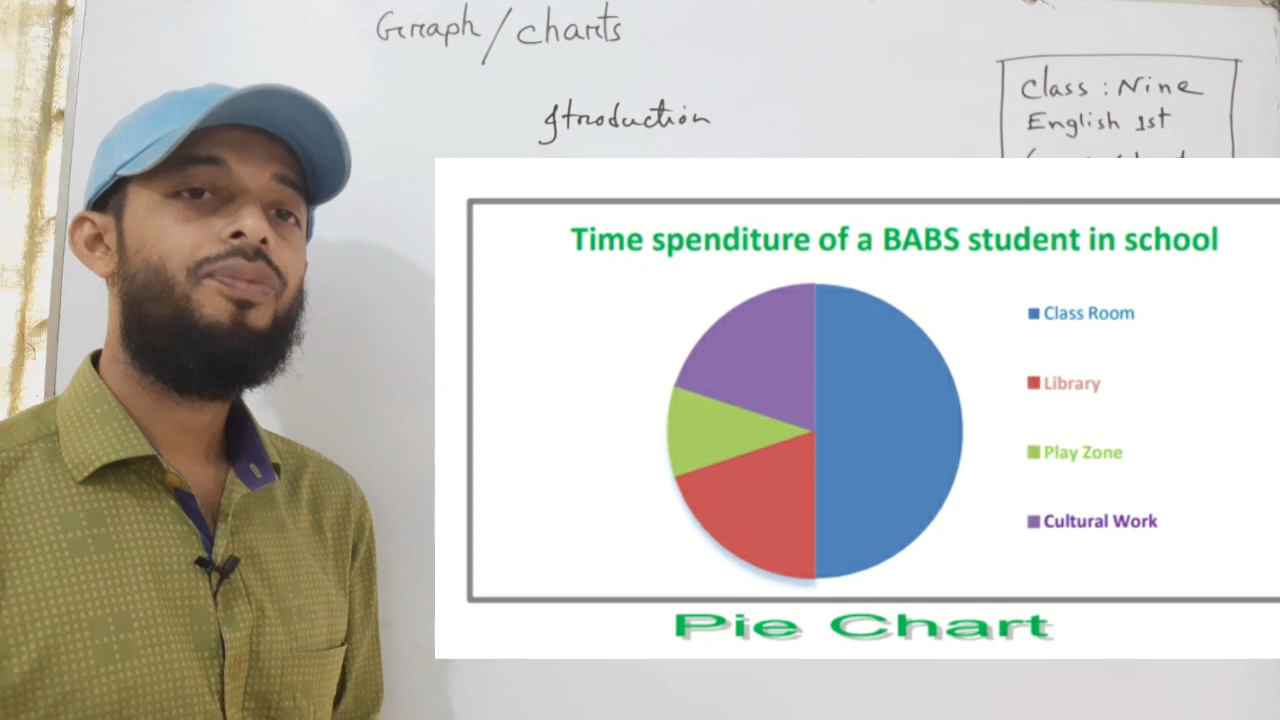 Graph/charts
Itroduction
Class : Nine
English 1st
Time spenditure of a BABS student in school
Class Room
Library
Play Zone
Cultural Work
Pie Chart